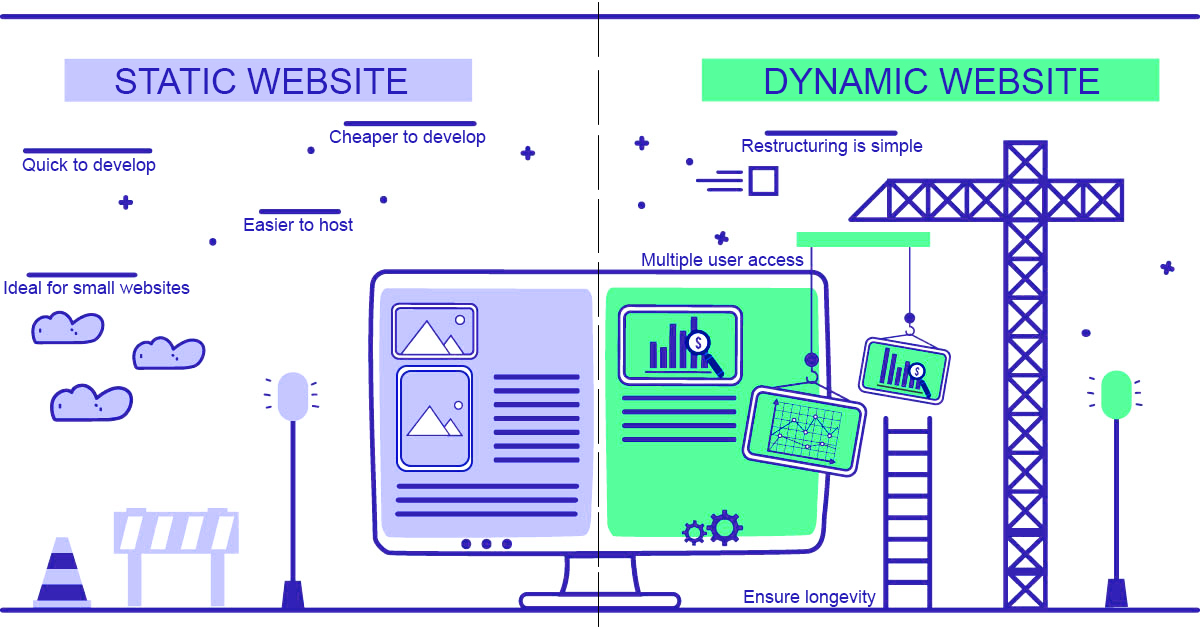 STATIC WEBSITE
Cheaper to develop
Quick to develop
Easier to host
Ideal for small websites
DYNAMIC WEBSITE
Restructuring is simple
Multiple user access
$
$
Ensure longevity